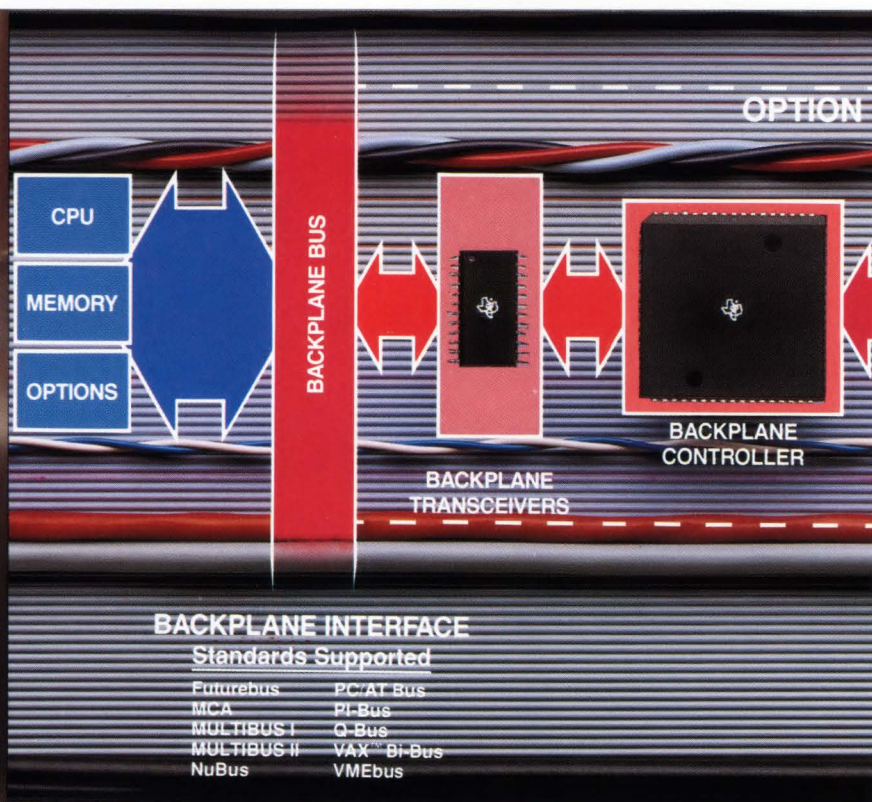 OPTION
CPU
MEMORY
OPTIONS
BACKPLANE BUS
BACKPLANE
TRANSCEIVERS
BACKPLANE
CONTROLLER
BACKPLANE INTERFACE
Standards Supported
Futurebus PC/AT Bus
MCA PI-Bus
MULTIBUS I Q-Bus
MULTIBUS II VAX™ Bi-Bus
NuBus VMEbus